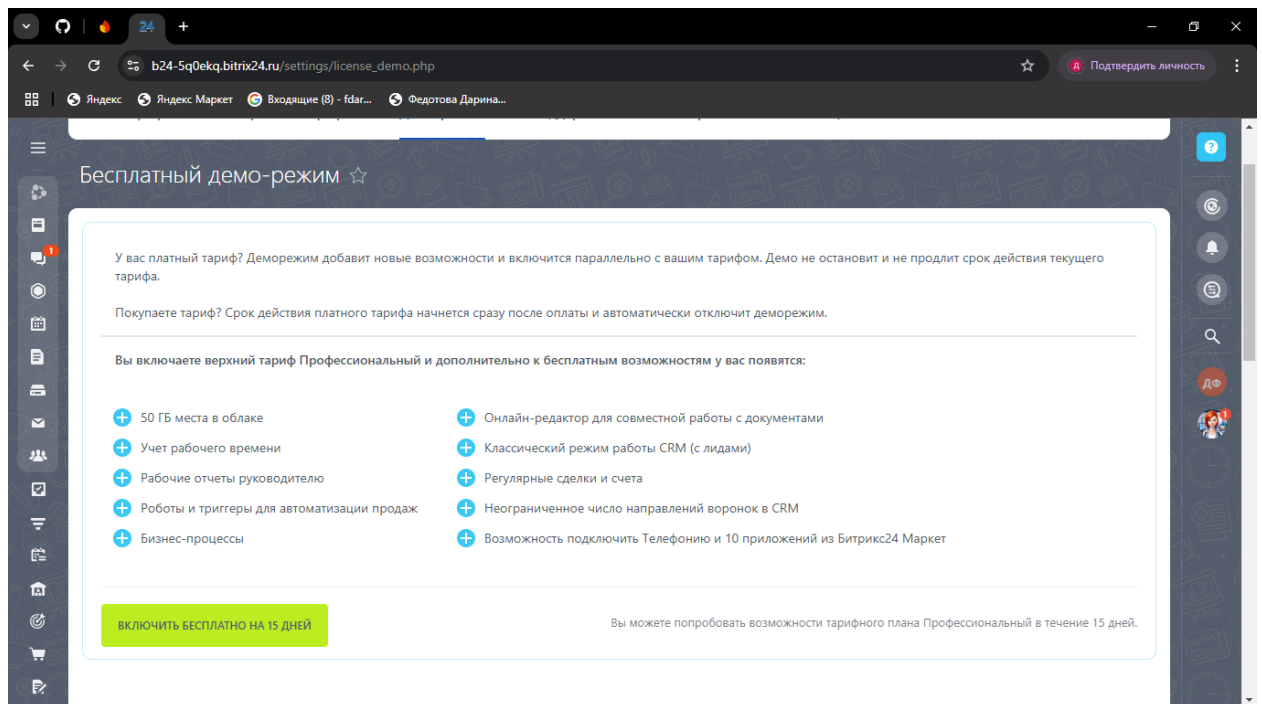 24
b24-5q0ekq.bitrix24.ru/settings/license_demo.php
Д Подтвердить личность
Яндекс
Яндекс Маркет
Входящие (8) - fdar...
Федотова Дарина...
Бесплатный демо-режим
У вас платный тариф? Деморежим добавит новые возможности и включится параллельно с вашим тарифом. Демо не остановит и не продлит срок действия текущего
тарифа.
Покупаете тариф? Срок действия платного тарифа начнется сразу после оплаты и автоматически отключит деморежим.
Вы включаете верхний тариф Профессиональный и дополнительно к бесплатным возможностям у вас появятся:
50 ГБ места в облаке
Онлайн-редактор для совместной работы с документами
Учет рабочего времени
Классический режим работы CRM (с лидами)
Рабочие отчеты руководителю
Регулярные сделки и счета
Роботы и триггеры для автоматизации продаж
Неограниченное число направлений воронок в CRM
Бизнес-процессы
Возможность подключить Телефонию и 10 приложений из Битрикс24 Маркет
ВКЛЮЧИТЬ БЕСПЛАТНО НА 15 ДНЕЙ
Вы можете попробовать возможности тарифного плана Профессиональный в течение 15 дней.
1
ДФ
1